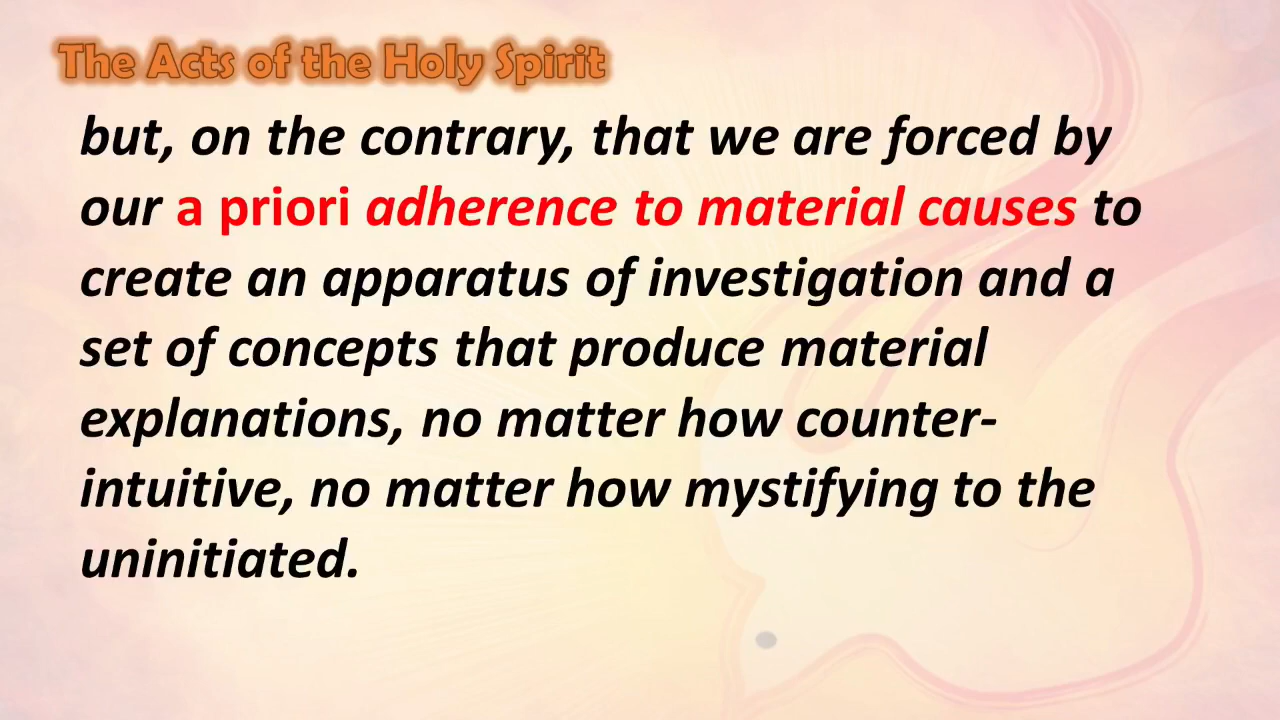 The Acts of the Holy Spirit
but, on the contrary, that we are forced by
our a priori adherence to material causes to
create an apparatus of investigation and a
set of concepts that produce material
explanations, no matter how counter-
intuitive, no matter how mystifying to the
uninitiated.